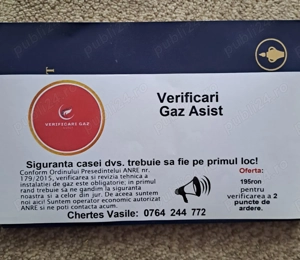 VERIFICARI GAZ
Verificari
Gaz Asist
Siguranta casei dvs. trebuie sa fie pe primul loc!
Conform Ordinului Presedintelui ANRE nr.
179/2015, verificarea si revizia tehnica a
instalatiei de gaz este obligatorie: in primul
rand trebuie sa ne gandim la siguranta
noastra si a celor din jur. De aceea suntem
noi aici! Suntem operator economic autorizat
ANRE si ne poti contacta acum.
Oferta:
195ron
pentru
verificarea a 2
puncte de
ardere.
Chertes Vasile: 0764 244 772